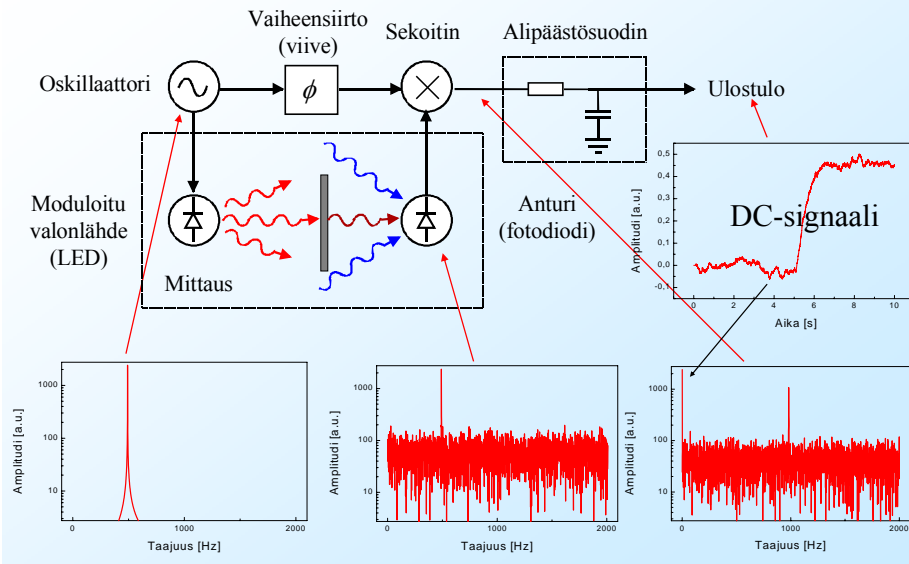 Vaiheensiirto
(viive)
Sekoitin
Alipäästösuodin
Oskillaattori
ϕ
Ulostulo
Moduloitu
valonlähde
(LED)
Mittaus
Anturi
(fotodiodi)
DC-signaali
Amplitudi [a.u.]
0,5
0,4
0,3
0,2
0,1
0,0
-0,1
0
2
4
6
8
10
Aika [s]
Amplitudi [a.u.]
1000
100
10
0
1000
2000
Taajuus [Hz]
Amplitudi [a.u.]
1000
100
10
0
1000
2000
Taajuus [Hz]
Amplitudi [a.u.]
1000
100
10
0
1000
2000
Taajuus [Hz]